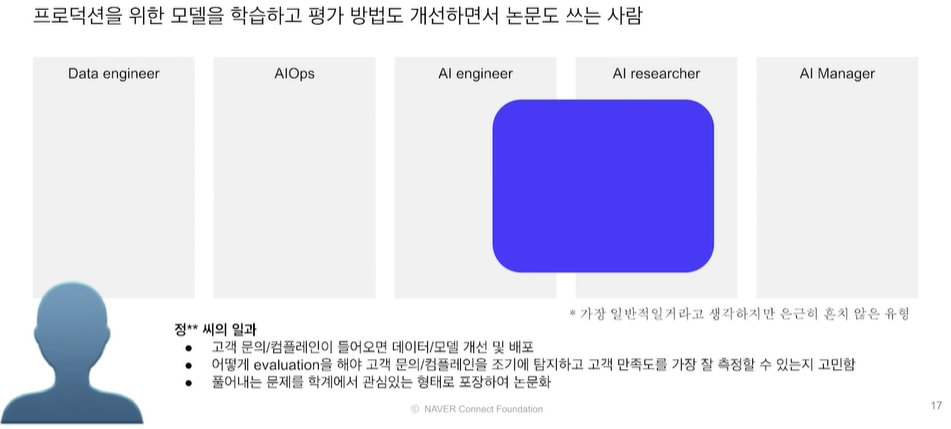 프로덕션을 위한 모델을 학습하고 평가 방법도 개선하면서 논문도 쓰는 사람
Data engineer
AIOps
AI engineer
AI researcher
AI Manager
* 가장 일반적일거라고 생각하지만 은근히 흔치 않은 유형
정** 씨의 일과
● 고객 문의/컴플레인이 들어오면 데이터/모델 개선 및 배포
● 어떻게 evaluation을 해야 고객 문의/컴플레인을 조기에 탐지하고 고객 만족도를 가장 잘 측정할 수 있는지 고민함
● 풀어내는 문제를 학계에서 관심있는 형태로 포장하여 논문화
ⓒ NAVER Connect Foundation
17